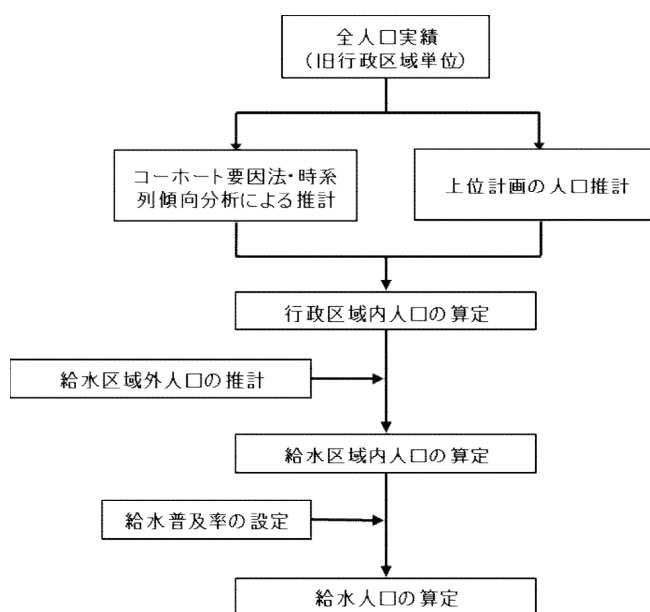 全人口実績
（旧行政区域単位）
コーホート要因法・時系
列傾向分析による推計
上位計画の人口推計
行政区域内人口の算定
給水区域外人口の推計
給水区域内人口の算定
給水普及率の設定
給水人口の算定